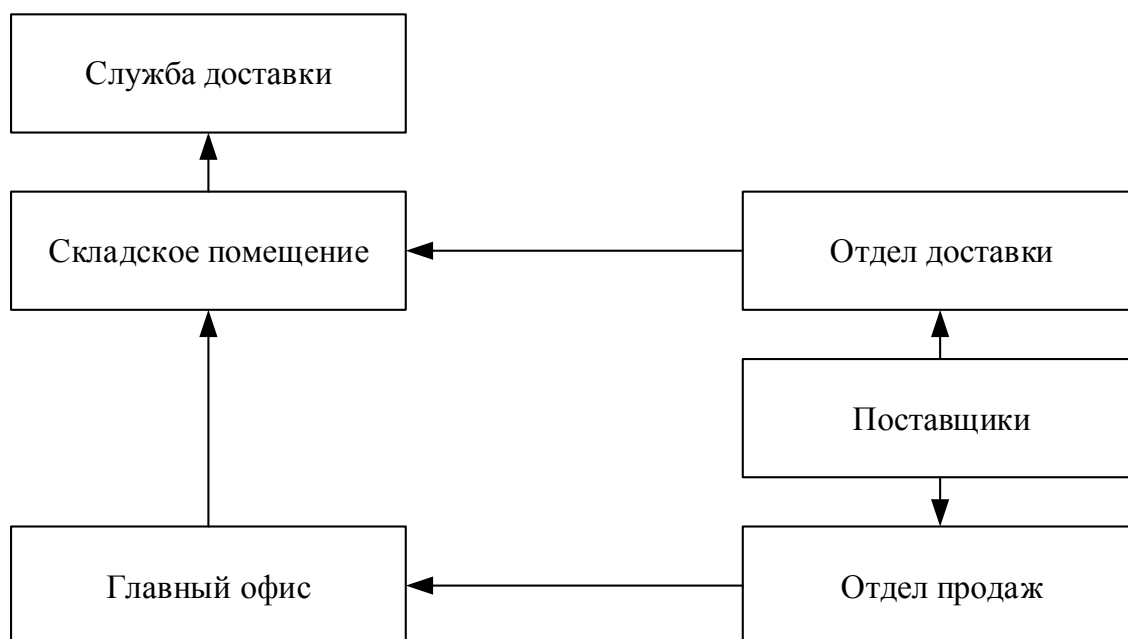 Служба доставки
Складское помещение
Отдел доставки
Поставщики
Главный офис
Отдел продаж